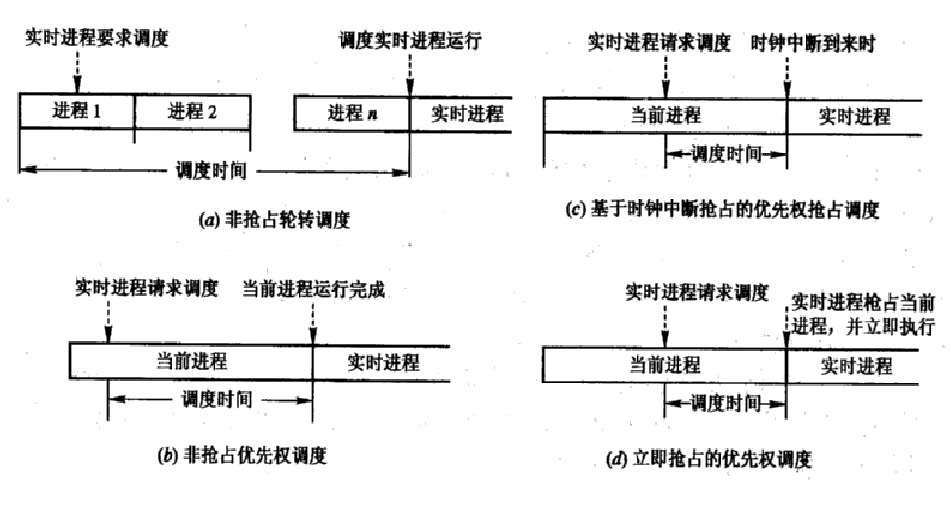 实时进程要求调度
调度实时进程运行
进程 1
进程 2
进程 n
实时进程
调度时间
(a) 非抢占轮转调度
实时进程请求调度
当前进程运行完成
当前进程
实时进程
调度时间
(b) 非抢占优先权调度
实时进程请求调度
时钟中断到来时
当前进程
实时进程
调度时间
(c) 基于时钟中断抢占的优先权抢占调度
实时进程请求调度
实时进程枪占当前
进程，并立即执行
当前进程
实时进程
调度时间
(d) 立即抢占的优先权调度